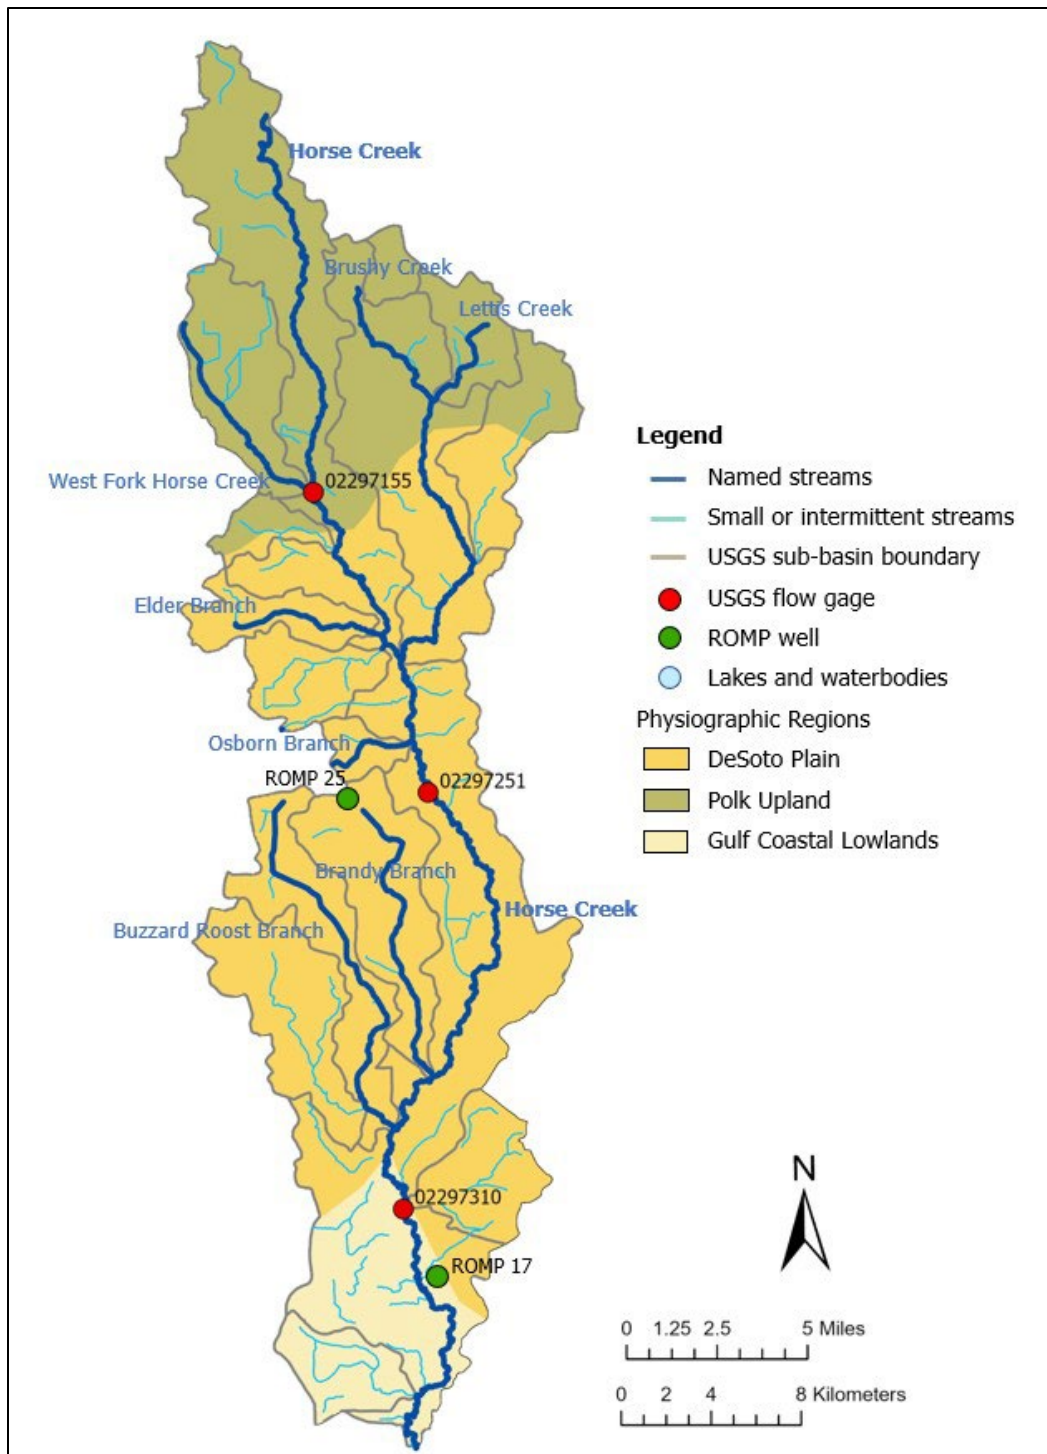 Horse Creek
Brushy Creek
Lettis Creek
Legend
West Fork Horse Creek
02297155
Named streams
Small or intermittent streams
USGS sub-basin boundary
Elder Branch
USGS flow gage
ROMP well
Lakes and waterbodies
Physiographic Regions
Osborn Branch
DeSoto Plain
ROMP 25
02297251
Polk Upland
Gulf Coastal Lowlands
Brandy Branch
Horse Creek
Buzzard Roost Branch
N
02297310
ROMP 17
0 1.25 2.5 5 Miles
0 2 4 8 Kilometers